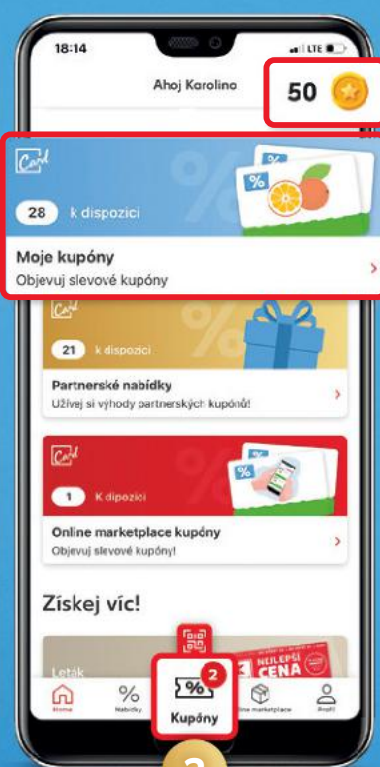 18:14
LTE
Ahoj Karolino
50
Card
%
28 k dispozici
Moje kupóny
Objevuj slevové kupóny
Card
21 k dispozici
Partnerské nabídky
Užívej si výhody partnerských kupónů!
Card
%
1 K dipozici
Online marketplace kupóny
Objevuj slevové kupóny!
Získej víc!
Leták
NEJLEPŠÍ
CENA
%
% 2
Home
Nabídky
Kupóny
marketplace
Profil